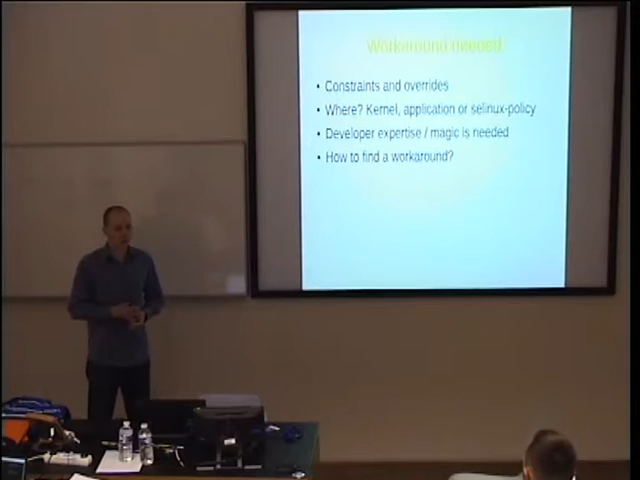 Workaround needed
• Constraints and overrides
• Where? Kernel, application or selinux-policy
• Developer expertise / magic is needed
• How to find a workaround?